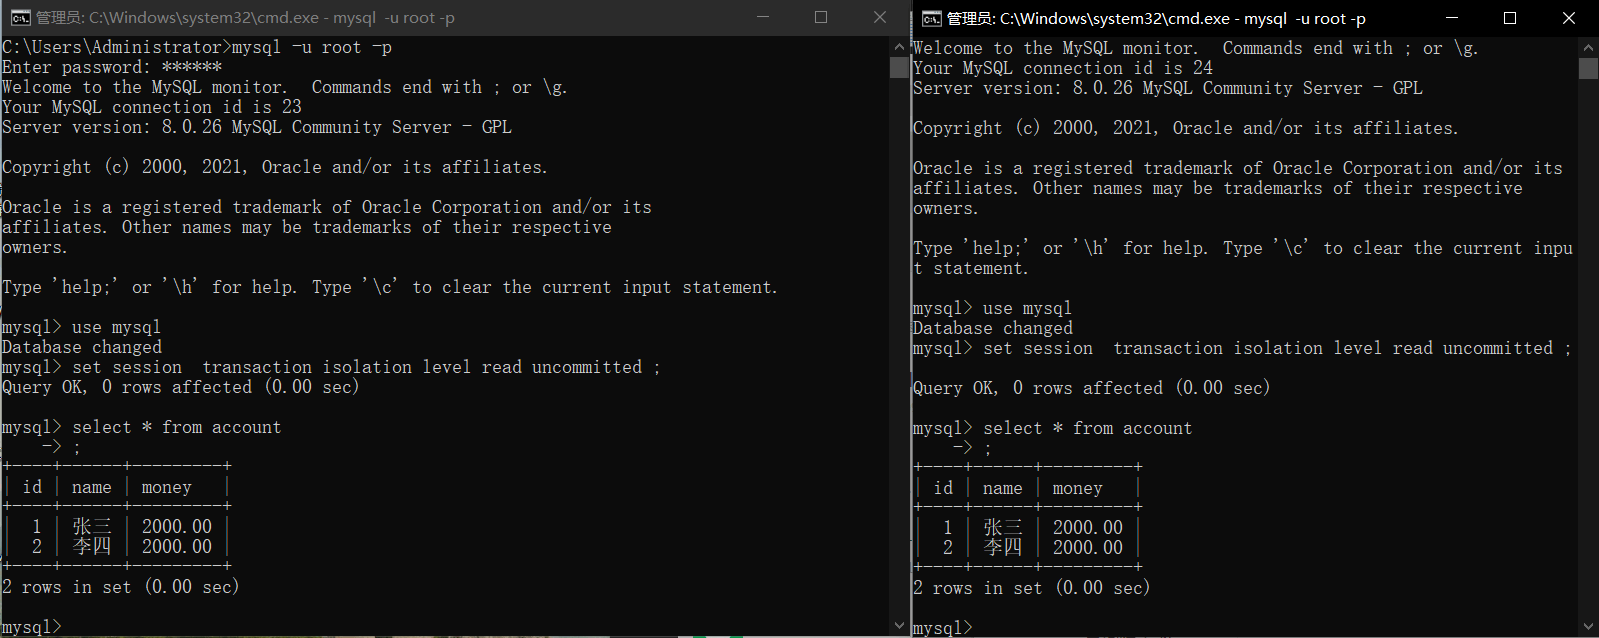 管理员: C:\Windows\system32\cmd.exe - mysql  -u root -p
C:\Users\Administrator>mysql -u root -p
Enter password: ******
Welcome to the MySQL monitor.  Commands end with ; or \g.
Your MySQL connection id is 23
Server version: 8.0.26 MySQL Community Server - GPL
Copyright (c) 2000, 2021, Oracle and/or its affiliates.
Oracle is a registered trademark of Oracle Corporation and/or its
affiliates. Other names may be trademarks of their respective
owners.
Type 'help;' or '\h' for help. Type '\c' to clear the current input statement.
mysql> use mysql
Database changed
mysql> set session  transaction isolation level read uncommitted ;
Query OK, 0 rows affected (0.00 sec)
mysql> select * from account
    -> ;
+----+------+---------+
| id | name | money   |
+----+------+---------+
|  1 | 张三 | 2000.00 |
|  2 | 李四 | 2000.00 |
+----+------+---------+
2 rows in set (0.00 sec)
mysql>
管理员: C:\Windows\system32\cmd.exe - mysql  -u root -p
Welcome to the MySQL monitor.  Commands end with ; or \g.
Your MySQL connection id is 24
Server version: 8.0.26 MySQL Community Server - GPL
Copyright (c) 2000, 2021, Oracle and/or its affiliates.
Oracle is a registered trademark of Oracle Corporation and/or its
affiliates. Other names may be trademarks of their respective
owners.
Type 'help;' or '\h' for help. Type '\c' to clear the current inpu
t statement.
mysql> use mysql
Database changed
mysql> set session  transaction isolation level read uncommitted ;
Query OK, 0 rows affected (0.00 sec)
mysql> select * from account
    -> ;
+----+------+---------+
| id | name | money   |
+----+------+---------+
|  1 | 张三 | 2000.00 |
|  2 | 李四 | 2000.00 |
+----+------+---------+
2 rows in set (0.00 sec)
mysql>